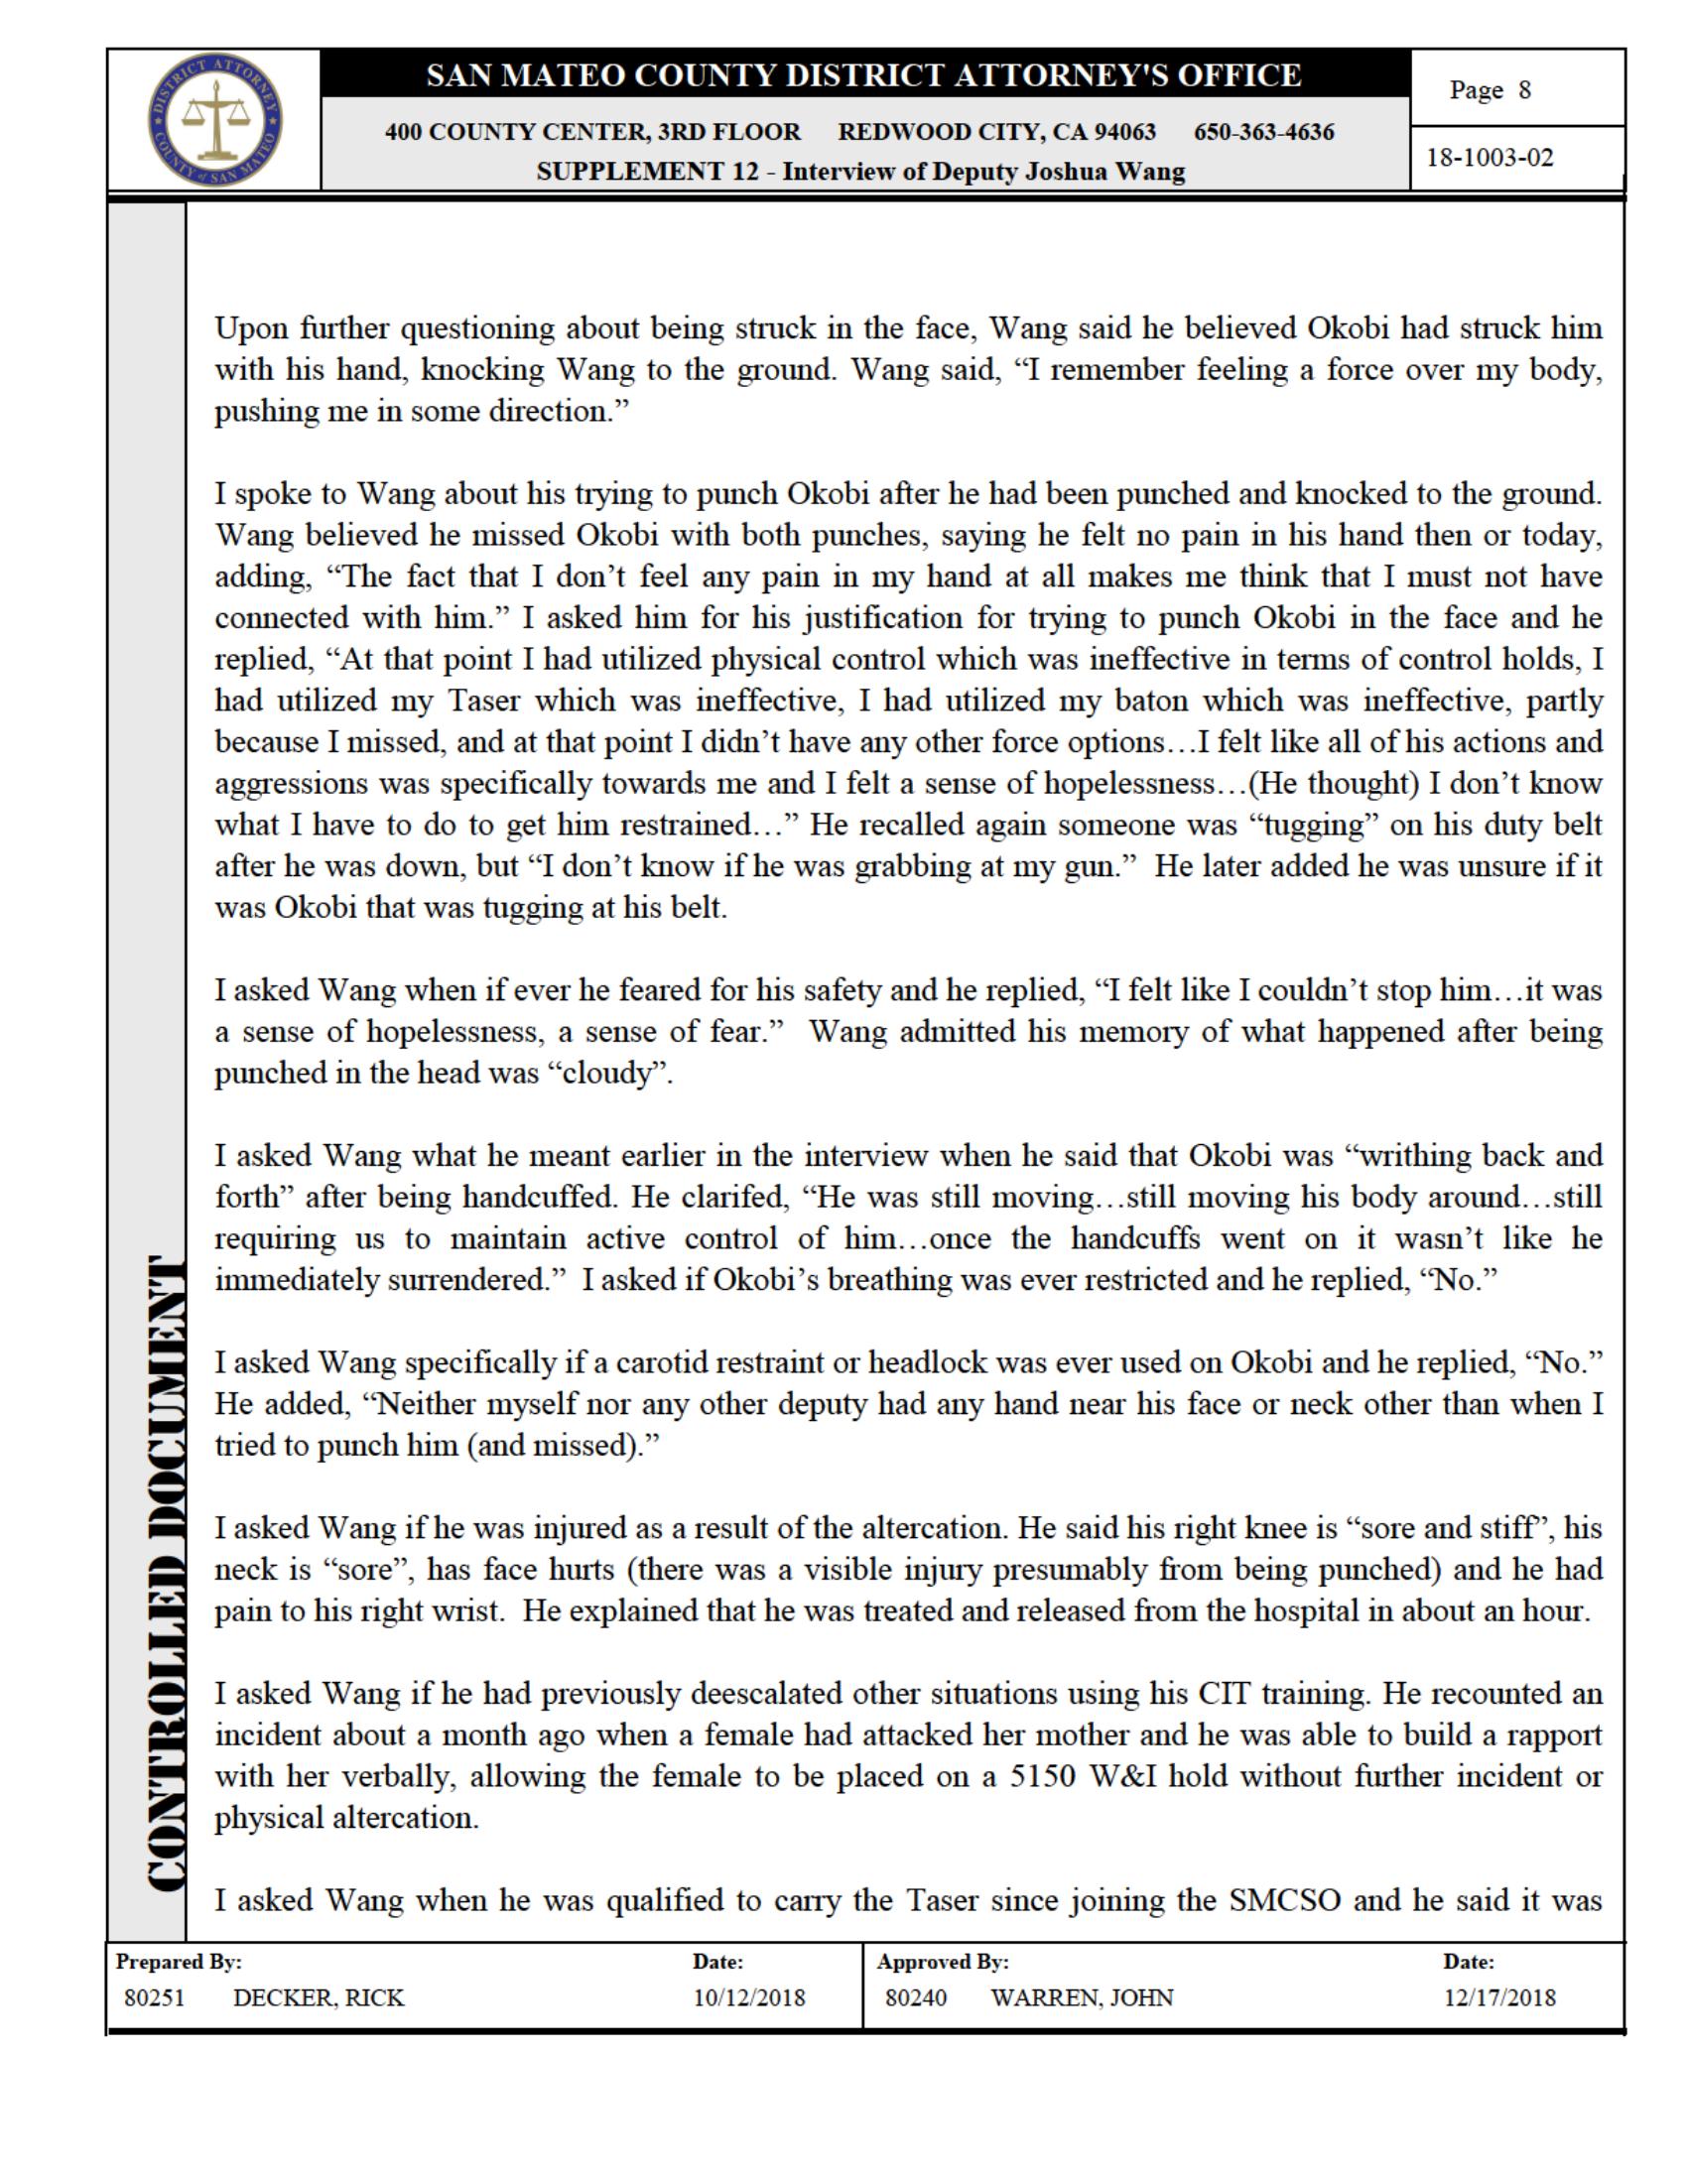 DISTRICT ATTORNEY
COUNTY of SAN MATEO
SAN MATEO COUNTY DISTRICT ATTORNEY'S OFFICE
400 COUNTY CENTER, 3RD FLOOR REDWOOD CITY, CA 94063 650-363-4636
SUPPLEMENT 12 - Interview of Deputy Joshua Wang
Page 8
18-1003-02
Upon further questioning about being struck in the face, Wang said he believed Okobi had struck him
with his hand, knocking Wang to the ground. Wang said, “I remember feeling a force over my body,
pushing me in some direction.”
I spoke to Wang about his trying to punch Okobi after he had been punched and knocked to the ground.
Wang believed he missed Okobi with both punches, saying he felt no pain in his hand then or today,
adding, “The fact that I don’t feel any pain in my hand at all makes me think that I must not have
connected with him.” I asked him for his justification for trying to punch Okobi in the face and he
replied, “At that point I had utilized physical control which was ineffective in terms of control holds, I
had utilized my Taser which was ineffective, I had utilized my baton which was ineffective, partly
because I missed, and at that point I didn’t have any other force options…I felt like all of his actions and
aggressions was specifically towards me and I felt a sense of hopelessness…(He thought) I don’t know
what I have to do to get him restrained…” He recalled again someone was “tugging” on his duty belt
after he was down, but “I don’t know if he was grabbing at my gun.” He later added he was unsure if it
was Okobi that was tugging at his belt.
I asked Wang when if ever he feared for his safety and he replied, “I felt like I couldn’t stop him…it was
a sense of hopelessness, a sense of fear.” Wang admitted his memory of what happened after being
punched in the head was “cloudy”.
I asked Wang what he meant earlier in the interview when he said that Okobi was “writhing back and
forth” after being handcuffed. He clarifed, “He was still moving…still moving his body around…still
requiring us to maintain active control of him…once the handcuffs went on it wasn’t like he
immediately surrendered.” I asked if Okobi’s breathing was ever restricted and he replied, “No.”
I asked Wang specifically if a carotid restraint or headlock was ever used on Okobi and he replied, “No.”
He added, “Neither myself nor any other deputy had any hand near his face or neck other than when I
tried to punch him (and missed).”
I asked Wang if he was injured as a result of the altercation. He said his right knee is “sore and stiff”, his
neck is “sore”, has face hurts (there was a visible injury presumably from being punched) and he had
pain to his right wrist. He explained that he was treated and released from the hospital in about an hour.
I asked Wang if he had previously deescalated other situations using his CIT training. He recounted an
incident about a month ago when a female had attacked her mother and he was able to build a rapport
with her verbally, allowing the female to be placed on a 5150 W&I hold without further incident or
physical altercation.
I asked Wang when he was qualified to carry the Taser since joining the SMCSO and he said it was
CONTROLLED DOCUMENT
Prepared By: Date: Approved By: Date:
80251 DECKER, RICK 10/12/2018 80240 WARREN, JOHN 12/17/2018